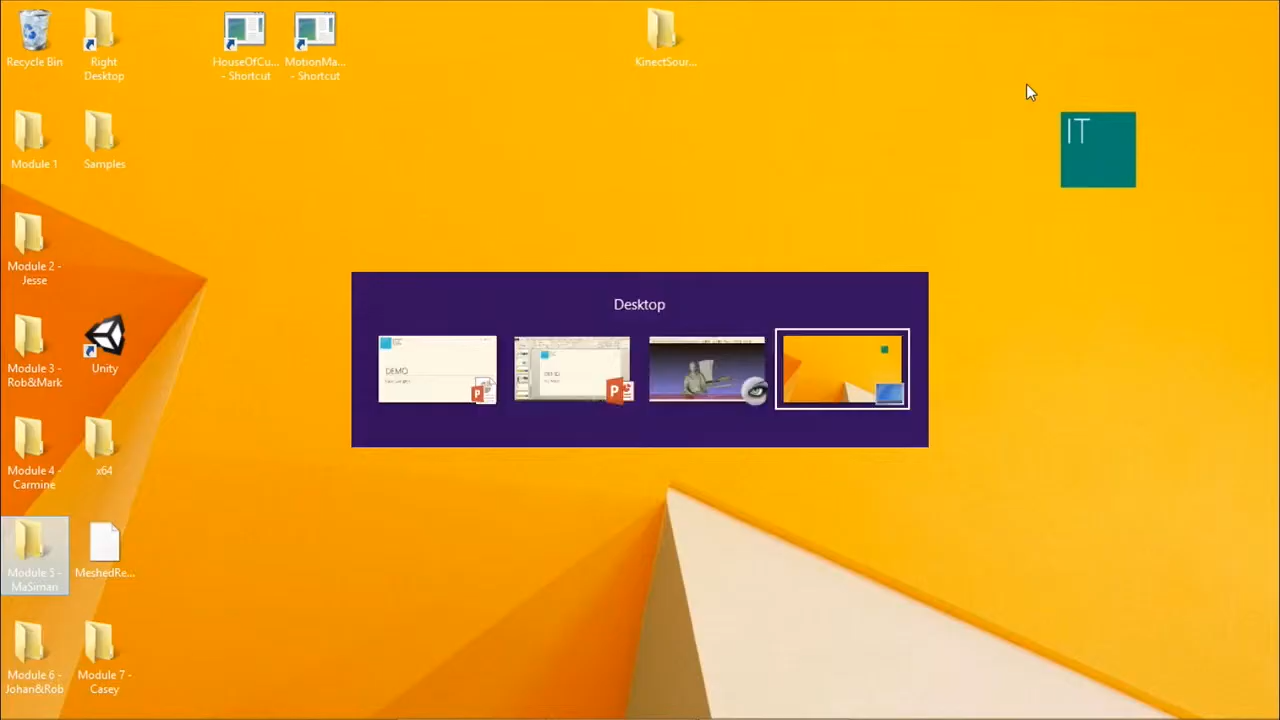 Recycle Bin
Right
Desktop
HouseOfCu...
- Shortcut
MotionMa...
- Shortcut
KinectSour...
IT
Module 1
Samples
Desktop
Module 2 -
Jesse
DEMO
DEMO
Module 3 -
Rob&Mark
Unity
Module 4 -
Carmine
x64
Module 5 -
MaSiman
MeshedRe...
Module 6 -
Johan&Rob
Module 7 -
Casey